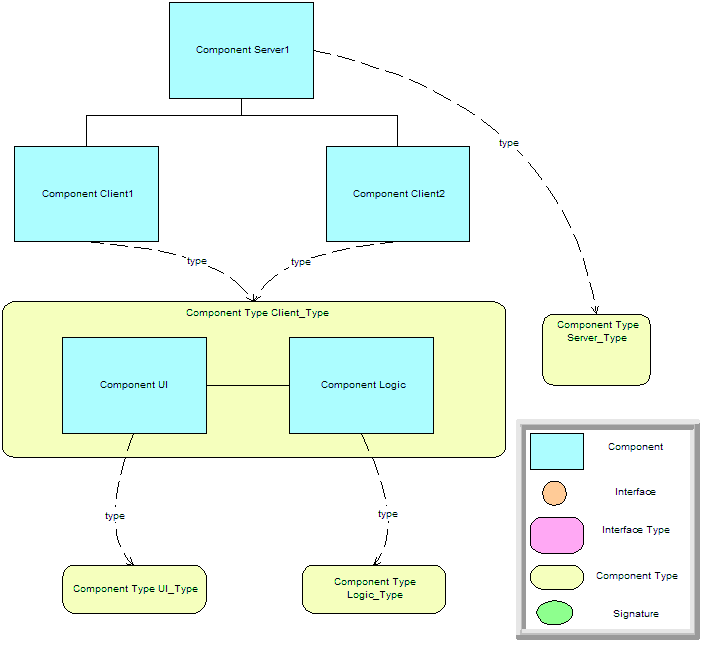 Component Server1
type
Component Client1
Component Client2
type
type
Component Type Client_Type
Component Type
Server_Type
Component UI
Component Logic
type
type
Component Type UI_Type
Component Type
Logic_Type
Component
Interface
Interface Type
Component Type
Signature